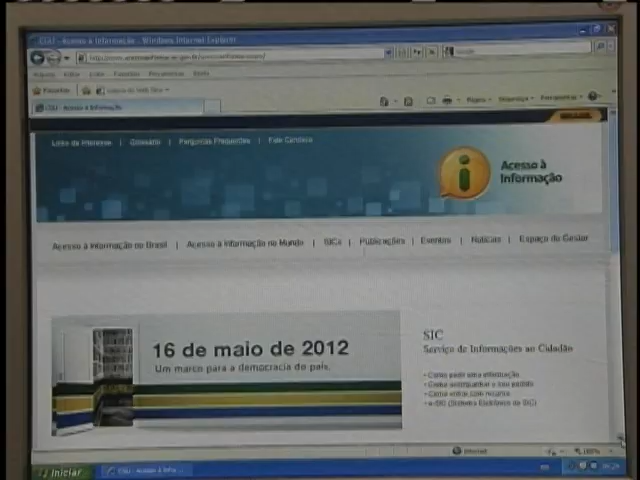 CGU - Acesso à Informação - Windows Internet Explorer
Favoritos
CGU - Acesso à Informação
Links de Interesse | Glossário | Perguntas Frequentes | Fale Conosco
Acesso à
Informação
Acesso à Informação no Brasil | Acesso à Informação no Mundo | SICs | Publicações | Eventos | Notícias | Espaço do Gestor
16 de maio de 2012
Um marco para a democracia do país.
SIC
Serviço de Informações ao Cidadão
• Como pedir uma informação
• Como acompanhar o seu pedido
• Como entrar com recurso
• e-SIC (Sistema Eletrônico do SIC)
Internet
100%
Iniciar
CGU - Acesso à Info...